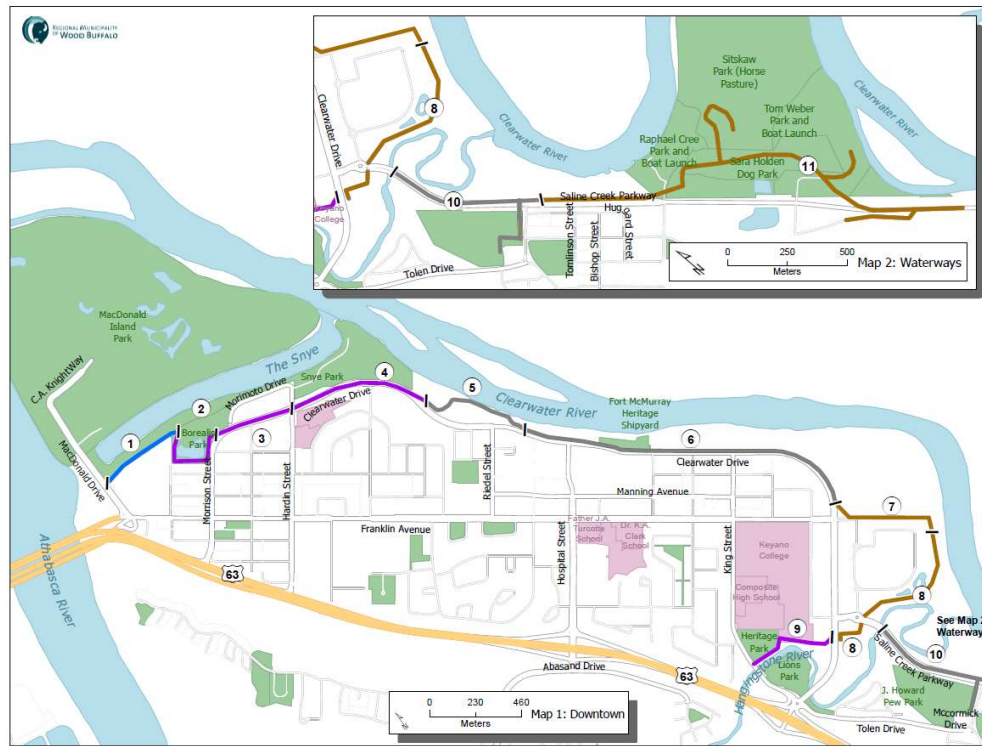 REGIONAL MUNICIPALITY
OF WOOD BUFFALO
Sitskaw
Park (Horse
Pasture)
Tom Weber
Park and
Boat Launch
Raphael Cree
Park and
Boat Launch
Sara Holden
Dog Park
Clearwater River
Clearwater River
Clearwater Drive
8
10
11
Keyano
College
Saline Creek Parkway
Huggard Street
Tomlinson Street
Bishop Street
Tolen Drive
0 250 500
Meters
Map 2: Waterways
MacDonald
Island
Park
C.A. KnightWay
The Snye
Morimoto Drive
Snye Park
1
2
3
4
5
6
7
8
8
9
10
Borealis
Park
Clearwater Drive
Clearwater River
Fort McMurray
Heritage
Shipyard
Clearwater Drive
MacDonald Drive
Morrison Street
Hardin Street
Riedel Street
Manning Avenue
Franklin Avenue
Hospital Street
Father J.A.
Turcotte
School
Dr. K.A.
Clark
School
King Street
Keyano
College
Composite
High School
Heritage
Park
Lions
Park
Hangingstone River
Athabasca River
63
63
Abasand Drive
See Map 2
Waterway
Saline Creek Parkway
J. Howard
Pew Park
Mccormick
Drive
Tolen Drive
0 230 460
Meters
Map 1: Downtown